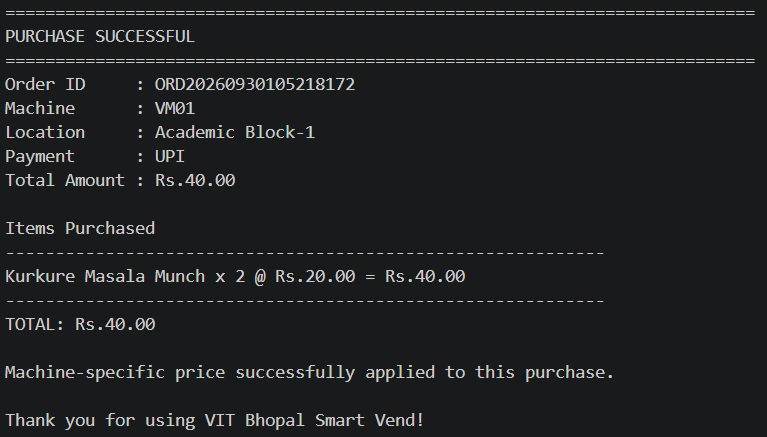 ===========================================================================
PURCHASE SUCCESSFUL
===========================================================================
Order ID     : ORD20260930105218172
Machine      : VM01
Location     : Academic Block-1
Payment      : UPI
Total Amount : Rs.40.00

Items Purchased
------------------------------------------------------------
Kurkure Masala Munch x 2 @ Rs.20.00 = Rs.40.00
------------------------------------------------------------
TOTAL: Rs.40.00

Machine-specific price successfully applied to this purchase.

Thank you for using VIT Bhopal Smart Vend!